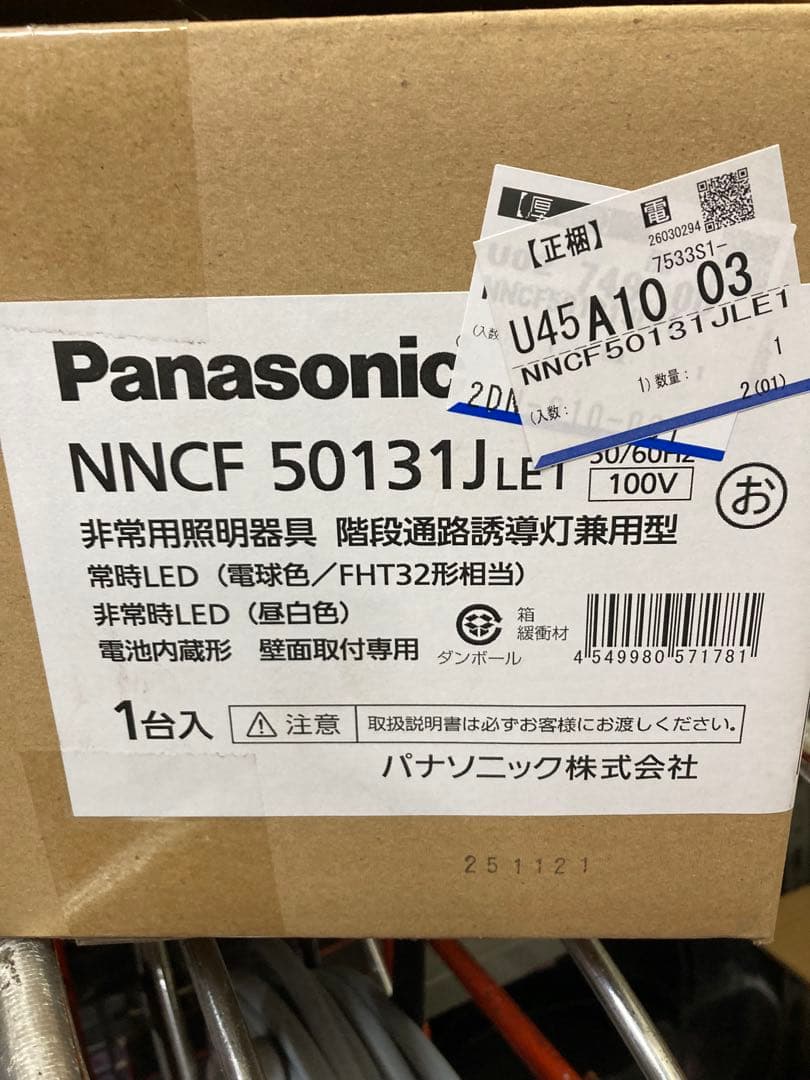 【正梱】
電
26030294
7533S1-
U45 A10 03
NNCF50131JLE1
1
(入数: 1) 数量: 2(01)
2DA
Panasonic
NNCF 50131J LE1
50/60Hz
100V
お
非常用照明器具 階段通路誘導灯兼用型
常時LED（電球色／FHT32形相当）
非常時LED（昼白色）
電池内蔵形 壁面取付専用
ダンボール
箱
緩衝材
4 549980 571781
1台入
注意 取扱説明書は必ずお客様にお渡しください。
パナソニック株式会社
251121